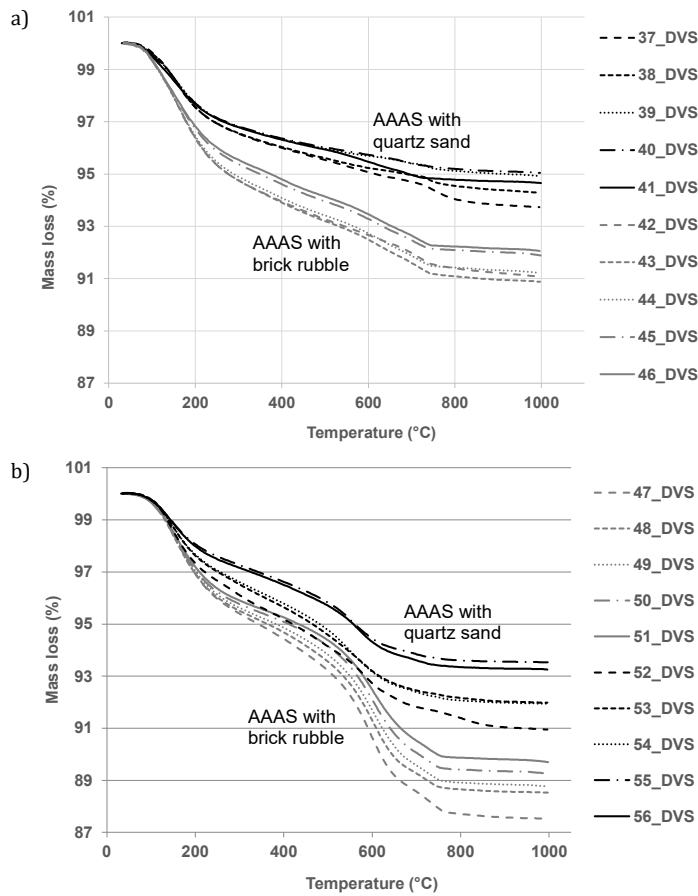 a)
101
99
97
95
93
91
89
87
Mass loss (%)
AAAS with
quartz sand
AAAS with
brick rubble
0
200
400
600
800
1000
Temperature (°C)
37_DVS
38_DVS
39_DVS
40_DVS
41_DVS
42_DVS
43_DVS
44_DVS
45_DVS
46_DVS
b)
101
99
97
95
93
91
89
87
Mass loss (%)
AAAS with
quartz sand
AAAS with
brick rubble
0
200
400
600
800
1000
Temperature (°C)
47_DVS
48_DVS
49_DVS
50_DVS
51_DVS
52_DVS
53_DVS
54_DVS
55_DVS
56_DVS